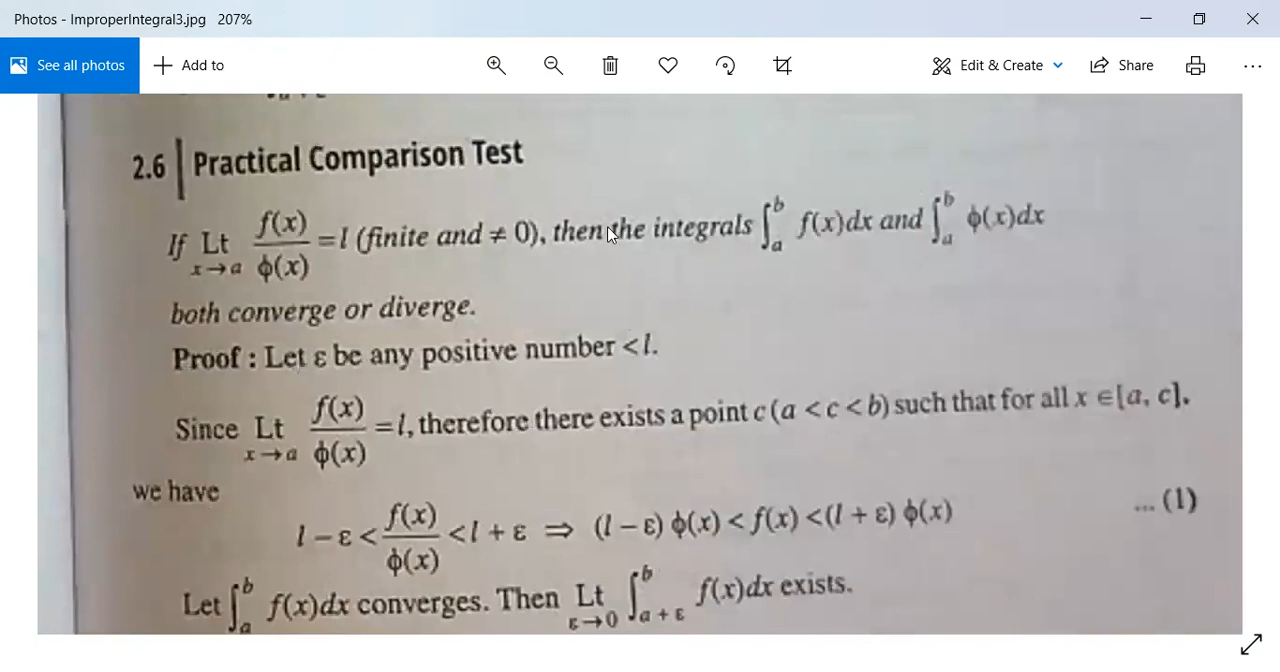 Photos - ImproperIntegral3.jpg 207%
See all photos
Add to
Edit & Create
Share
2.6 Practical Comparison Test
If Lt x→a f(x)/ϕ(x) = l (finite and ≠ 0), then the integrals ∫_a^b f(x)dx and ∫_a^b ϕ(x)dx
both converge or diverge.
Proof : Let ε be any positive number < l.
Since Lt x→a f(x)/ϕ(x) = l, therefore there exists a point c (a < c < b) such that for all x ∈ [a, c].
we have
l – ε < f(x)/ϕ(x) < l + ε ⇒ (l – ε) ϕ(x) < f(x) < (l + ε) ϕ(x) ... (1)
Let ∫_a^b f(x)dx converges. Then Lt ε→0 ∫_{a + ε}^b f(x)dx exists.